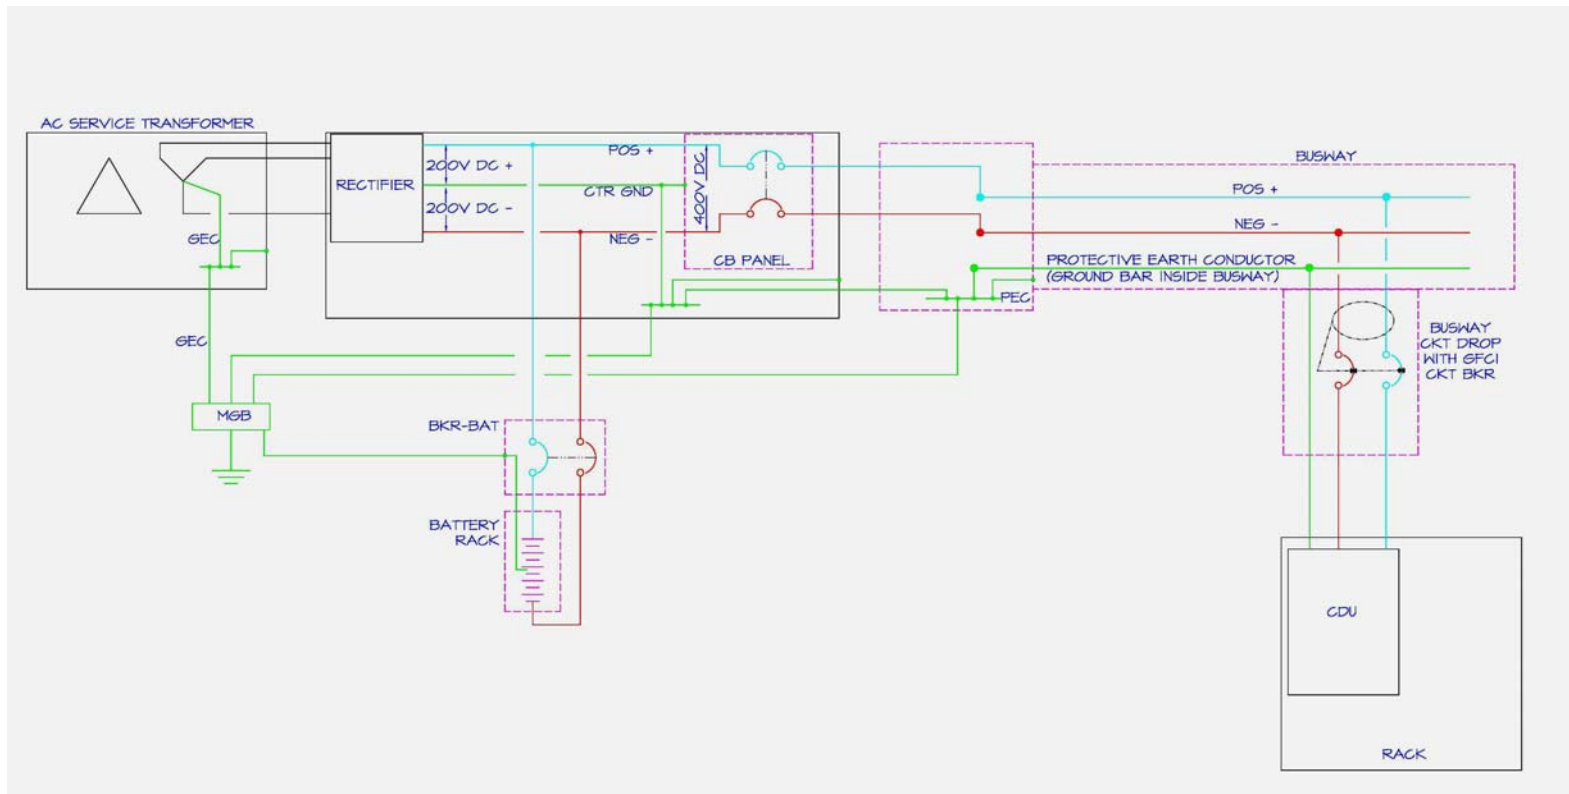 AC SERVICE TRANSFORMER
GEC
GEC
MGB
RECTIFIER
200V DC +
200V DC -
POS +
CTR GND
NEG -
400V DC
CB PANEL
BKR-BAT
BATTERY
RACK
PEC
BUSWAY
POS +
NEG -
PROTECTIVE EARTH CONDUCTOR
(GROUND BAR INSIDE BUSWAY)
BUSWAY
CKT DROP
WITH GFCI
CKT BKR
CDU
RACK